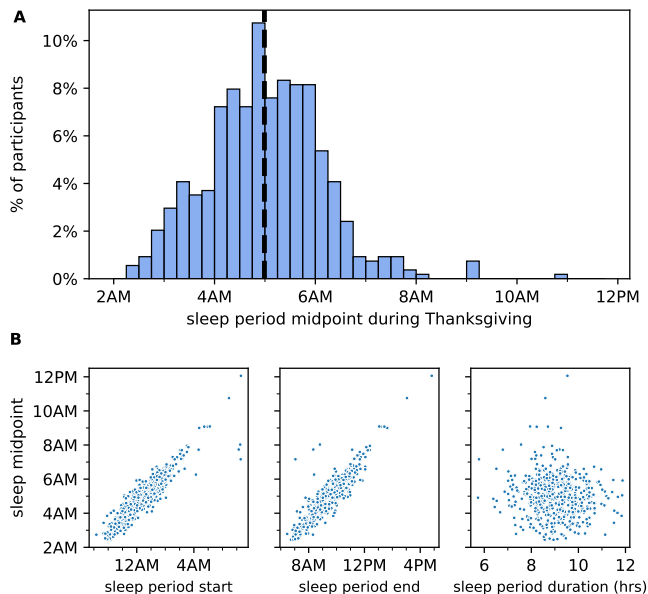 A
10%
8%
6%
4%
2%
0%
% of participants
2AM 4AM 6AM 8AM 10AM 12PM
sleep period midpoint during Thanksgiving
B
12PM
10AM
8AM
6AM
4AM
2AM
sleep midpoint
12AM 4AM
sleep period start
8AM 12PM 4PM
sleep period end
6 8 10 12
sleep period duration (hrs)